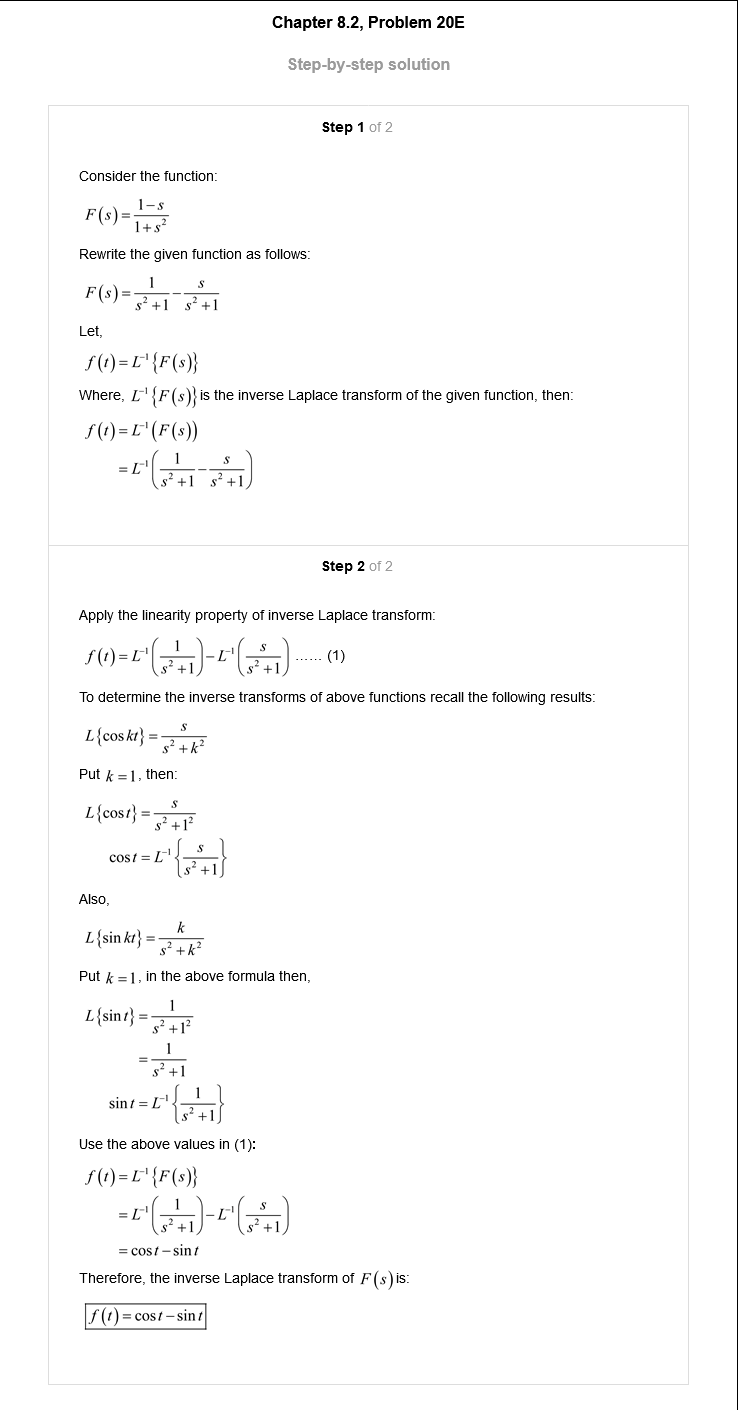 Chapter 8.2, Problem 20E
Step-by-step solution
Step 1 of 2
Consider the function:
F(s)=\frac{1-s}{1+s^2}
Rewrite the given function as follows:
F(s)=\frac{1}{s^2+1}-\frac{s}{s^2+1}
Let,
f(t)=L^{-1}\{F(s)\}
Where, L^{-1}\{F(s)\} is the inverse Laplace transform of the given function, then:
f(t)=L^{-1}(F(s))
=L^{-1}\left(\frac{1}{s^2+1}-\frac{s}{s^2+1}\right)
Step 2 of 2
Apply the linearity property of inverse Laplace transform:
f(t)=L^{-1}\left(\frac{1}{s^2+1}\right)-L^{-1}\left(\frac{s}{s^2+1}\right) ...... (1)
To determine the inverse transforms of above functions recall the following results:
L\{\cos kt\}=\frac{s}{s^2+k^2}
Put k=1, then:
L\{\cos t\}=\frac{s}{s^2+1^2}
\cos t=L^{-1}\left\{\frac{s}{s^2+1}\right\}
Also,
L\{\sin kt\}=\frac{k}{s^2+k^2}
Put k=1, in the above formula then,
L\{\sin t\}=\frac{1}{s^2+1^2}
=\frac{1}{s^2+1}
\sin t=L^{-1}\left\{\frac{1}{s^2+1}\right\}
Use the above values in (1):
f(t)=L^{-1}\{F(s)\}
=L^{-1}\left(\frac{1}{s^2+1}\right)-L^{-1}\left(\frac{s}{s^2+1}\right)
=\cos t-\sin t
Therefore, the inverse Laplace transform of F(s) is:
f(t)=\cos t-\sin t